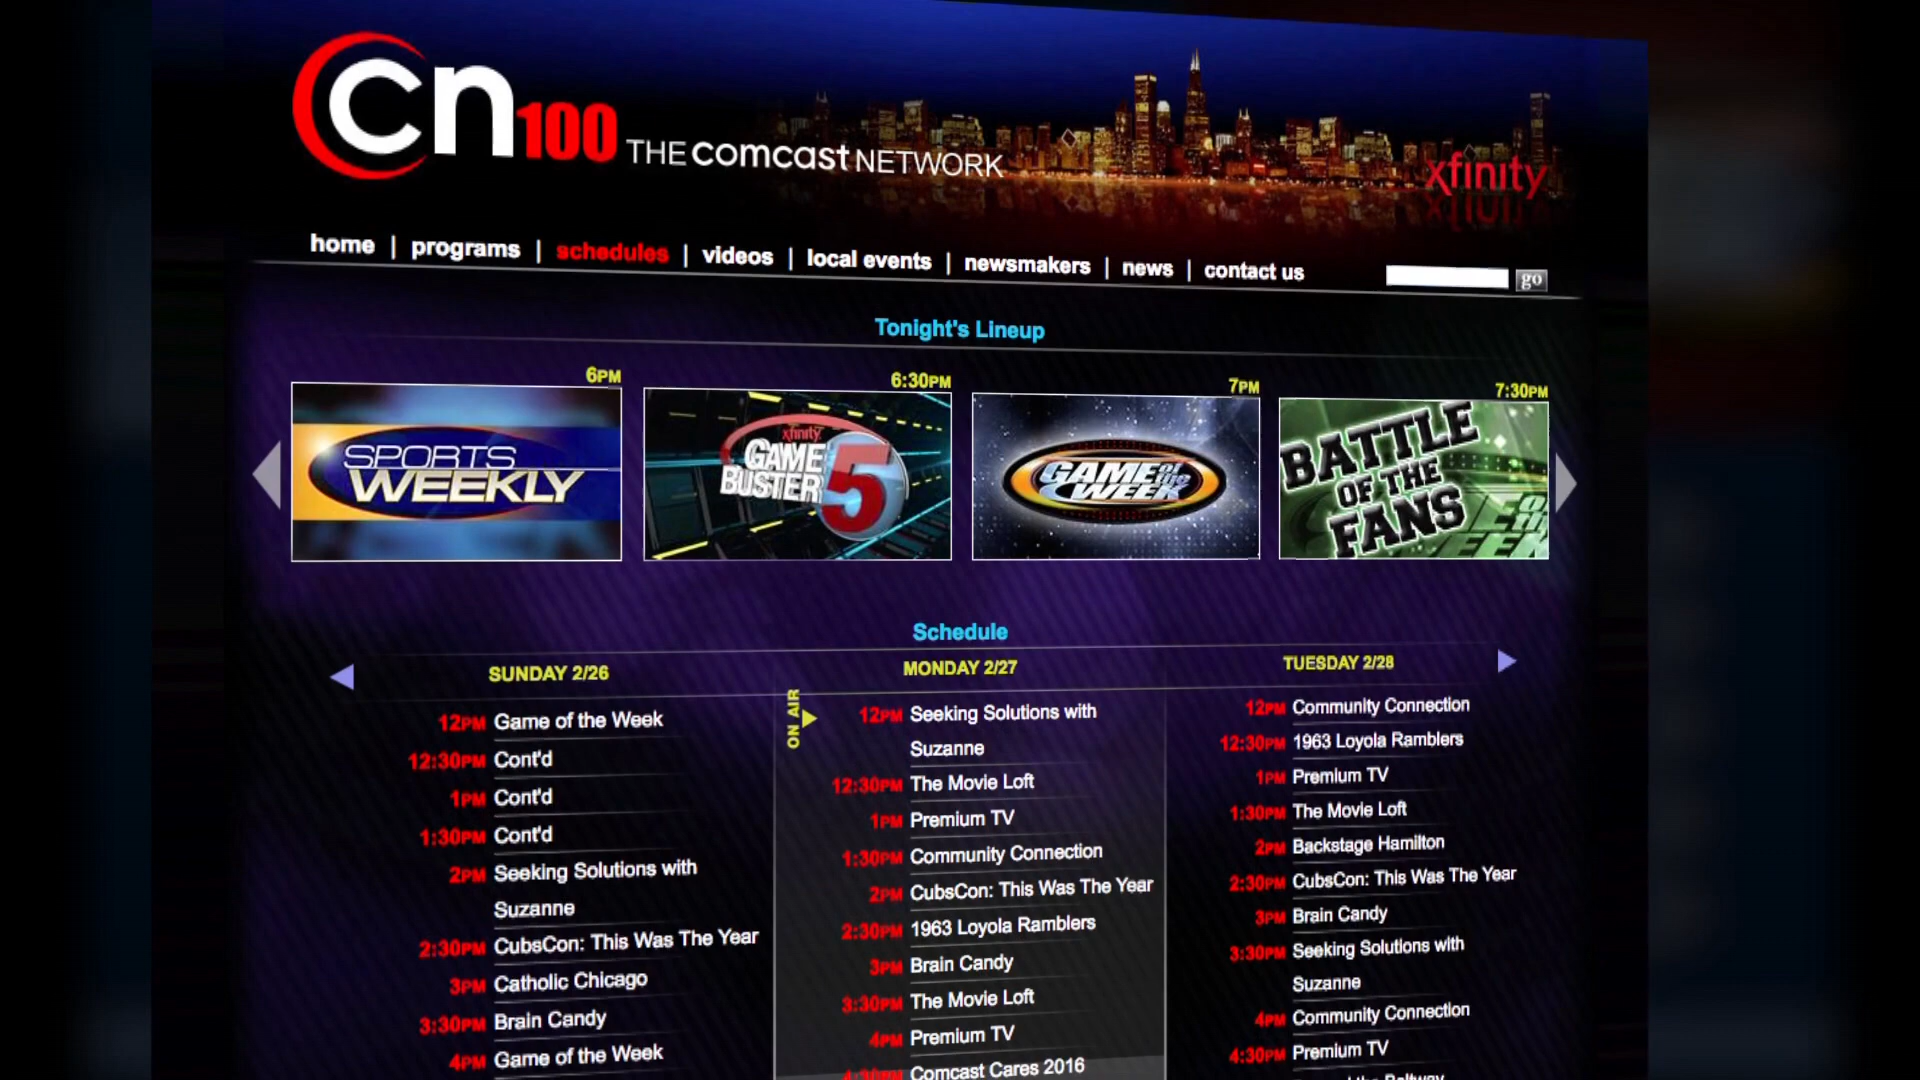 cn100 THE comcast NETWORK
xfinity
home | programs | schedules | videos | local events | newsmakers | news | contact us
go
Tonight's Lineup
6PM
6:30PM
7PM
7:30PM
SPORTS
WEEKLY
xfinity
GAME
BUSTER 5
GAME of the
WEEK
BATTLE
OF THE
FANS
Schedule
SUNDAY 2/26
12PM Game of the Week
12:30PM Cont'd
1PM Cont'd
1:30PM Cont'd
2PM Seeking Solutions with
Suzanne
2:30PM CubsCon: This Was The Year
3PM Catholic Chicago
3:30PM Brain Candy
4PM Game of the Week
MONDAY 2/27
ON AIR
12PM Seeking Solutions with
Suzanne
12:30PM The Movie Loft
1PM Premium TV
1:30PM Community Connection
2PM CubsCon: This Was The Year
2:30PM 1963 Loyola Ramblers
3PM Brain Candy
3:30PM The Movie Loft
4PM Premium TV
4:30PM Comcast Cares 2016
TUESDAY 2/28
12PM Community Connection
12:30PM 1963 Loyola Ramblers
1PM Premium TV
1:30PM The Movie Loft
2PM Backstage Hamilton
2:30PM CubsCon: This Was The Year
3PM Brain Candy
3:30PM Seeking Solutions with
Suzanne
4PM Community Connection
4:30PM Premium TV
the Beltway